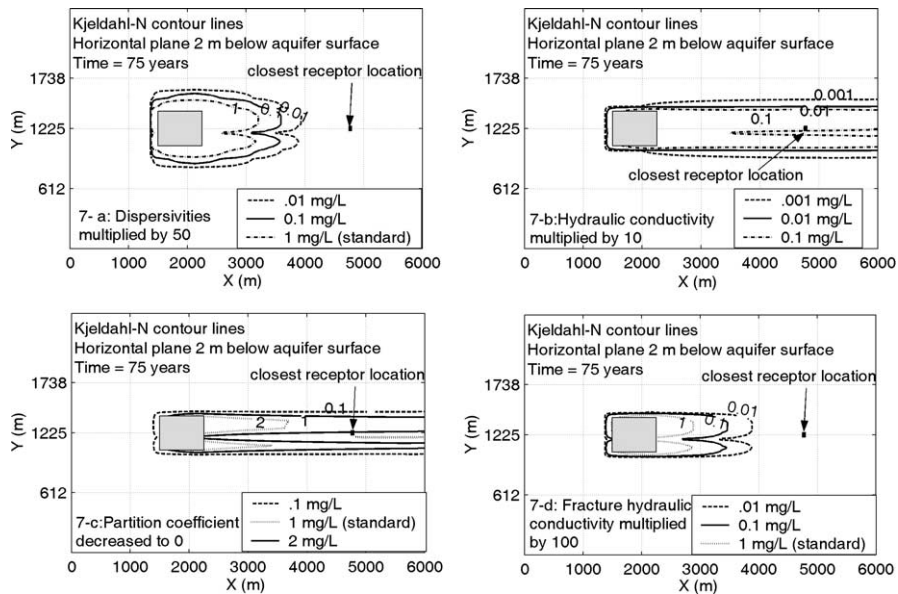 Kjeldahl-N contour lines
Horizontal plane 2 m below aquifer surface
Time = 75 years
closest receptor location
1738
1225
612
Y (m)
1 0.1 0.01
7- a: Dispersivities
multiplied by 50
.01 mg/L
0.1 mg/L
1 mg/L (standard)
0 1000 2000 3000 4000 5000 6000
X (m)
Kjeldahl-N contour lines
Horizontal plane 2 m below aquifer surface
Time = 75 years
1738
1225
612
Y (m)
0.001
0.01
0.1
closest receptor location
7-b:Hydraulic conductivity
multiplied by 10
.001 mg/L
0.01 mg/L
0.1 mg/L
0 1000 2000 3000 4000 5000 6000
X (m)
Kjeldahl-N contour lines
Horizontal plane 2 m below aquifer surface
Time = 75 years
closest receptor location
1738
1225
612
Y (m)
0.1
2 1
7-c:Partition coefficient
decreased to 0
.1 mg/L
1 mg/L (standard)
2 mg/L
0 1000 2000 3000 4000 5000 6000
X (m)
Kjeldahl-N contour lines
Horizontal plane 2 m below aquifer surface
Time = 75 years
closest receptor location
1738
1225
612
Y (m)
1 0.1 0.01
7-d: Fracture hydraulic
conductivity multiplied
by 100
.01 mg/L
0.1 mg/L
1 mg/L (standard)
0 1000 2000 3000 4000 5000 6000
X (m)